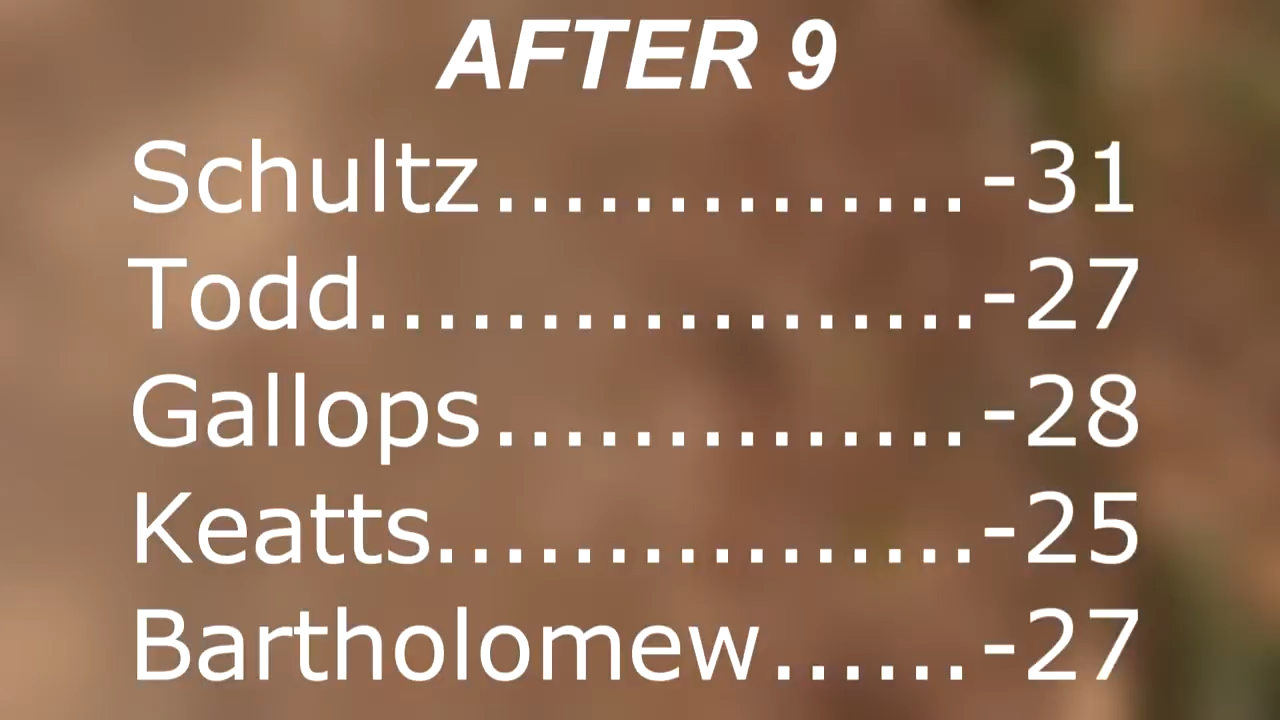 AFTER 9
Schultz..............-31
Todd..................-27
Gallops..............-28
Keatts................-25
Bartholomew......-27